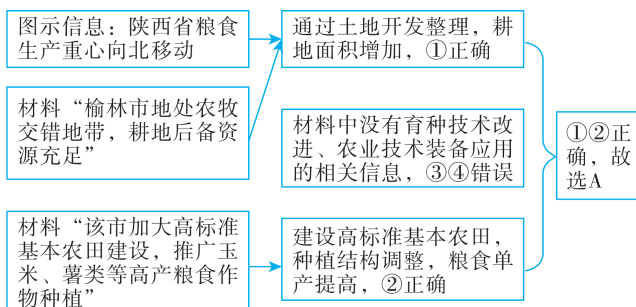 图示信息：陕西省粮食
生产重心向北移动
材料“榆林市地处农牧
交错地带，耕地后备资
源充足”
材料“该市加大高标准
基本农田建设，推广玉
米、薯类等高产粮食作
物种植”
通过土地开发整理，耕
地面积增加，①正确
材料中没有育种技术改
进、农业技术装备应用
的相关信息，③④错误
建设高标准基本农田，
种植结构调整，粮食单
产提高，②正确
①②正
确，故
选A